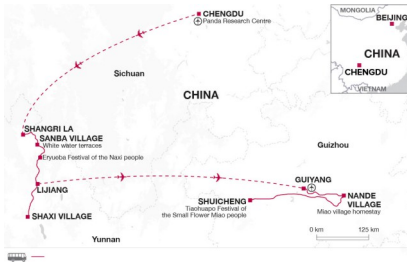 MONGOLIA
BEIJING
CHINA
CHENGDU
VIETNAM
CHENGDU
Panda Research Centre
Sichuan
CHINA
SHANGRI LA
SANBA VILLAGE
White water terraces
Eryueba Festival of the Naxi people
LIJIANG
SHAXI VILLAGE
Yunnan
Guizhou
GUIYANG
SHUICHENG
Tiaohuapo Festival of
the Small Flower Miao people
NANDE
VILLAGE
Miao village homestay
0 km
125 km